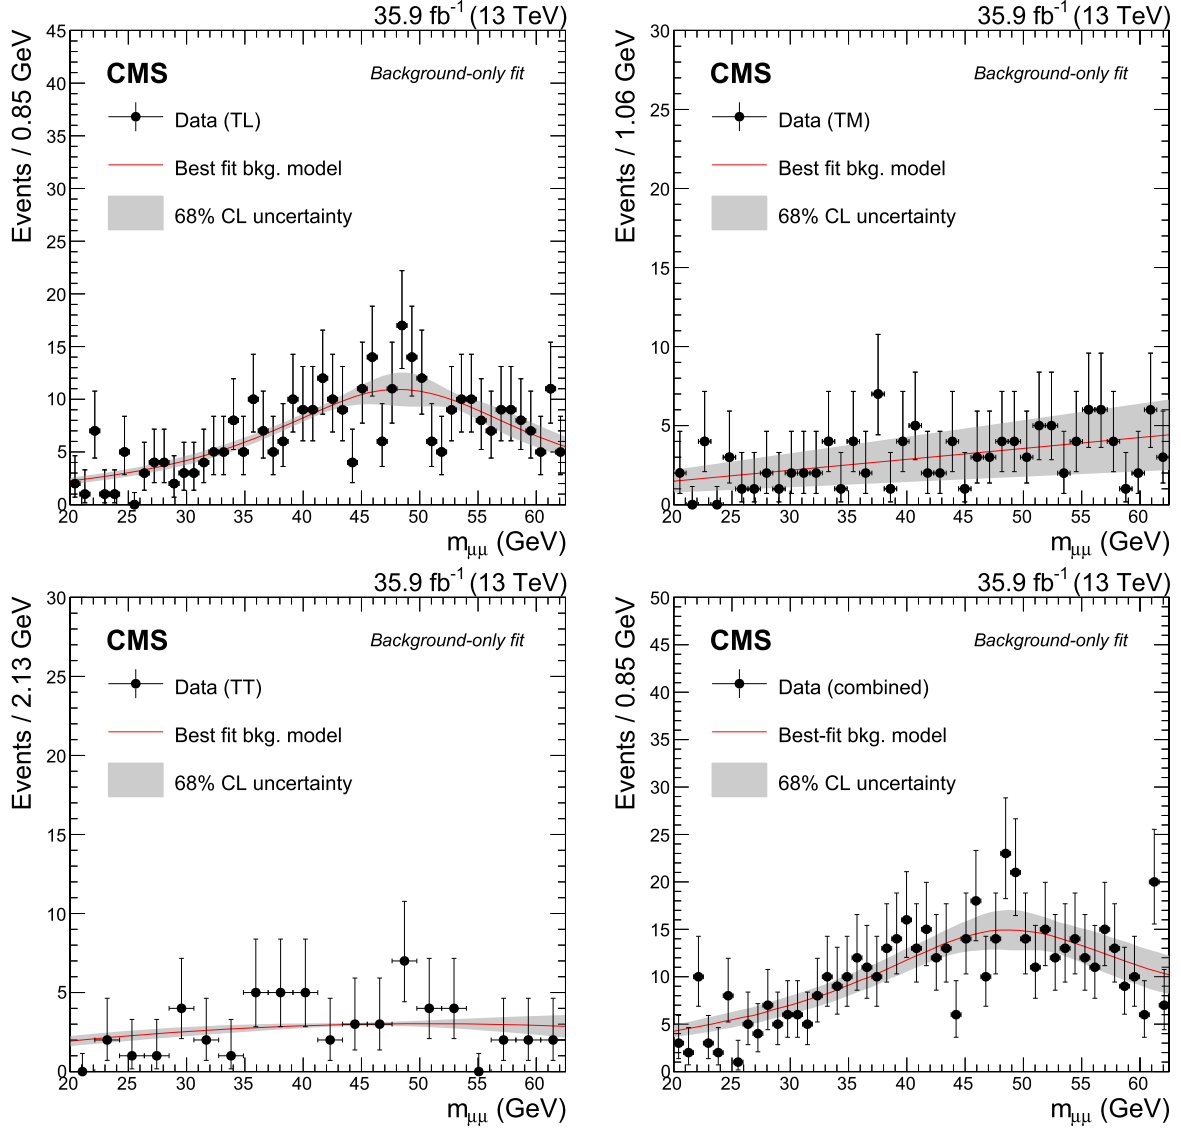 35.9 fb⁻¹ (13 TeV)
Events / 0.85 GeV
45
40
35
30
25
20
15
10
5
0
CMS
Background-only fit
Data (TL)
Best fit bkg. model
68% CL uncertainty
20 25 30 35 40 45 50 55 60
mμμ (GeV)
35.9 fb⁻¹ (13 TeV)
Events / 1.06 GeV
30
25
20
15
10
5
0
CMS
Background-only fit
Data (TM)
Best fit bkg. model
68% CL uncertainty
20 25 30 35 40 45 50 55 60
mμμ (GeV)
35.9 fb⁻¹ (13 TeV)
Events / 2.13 GeV
30
25
20
15
10
5
0
CMS
Background-only fit
Data (TT)
Best fit bkg. model
68% CL uncertainty
20 25 30 35 40 45 50 55 60
mμμ (GeV)
35.9 fb⁻¹ (13 TeV)
Events / 0.85 GeV
50
45
40
35
30
25
20
15
10
5
0
CMS
Background-only fit
Data (combined)
Best-fit bkg. model
68% CL uncertainty
20 25 30 35 40 45 50 55 60
mμμ (GeV)